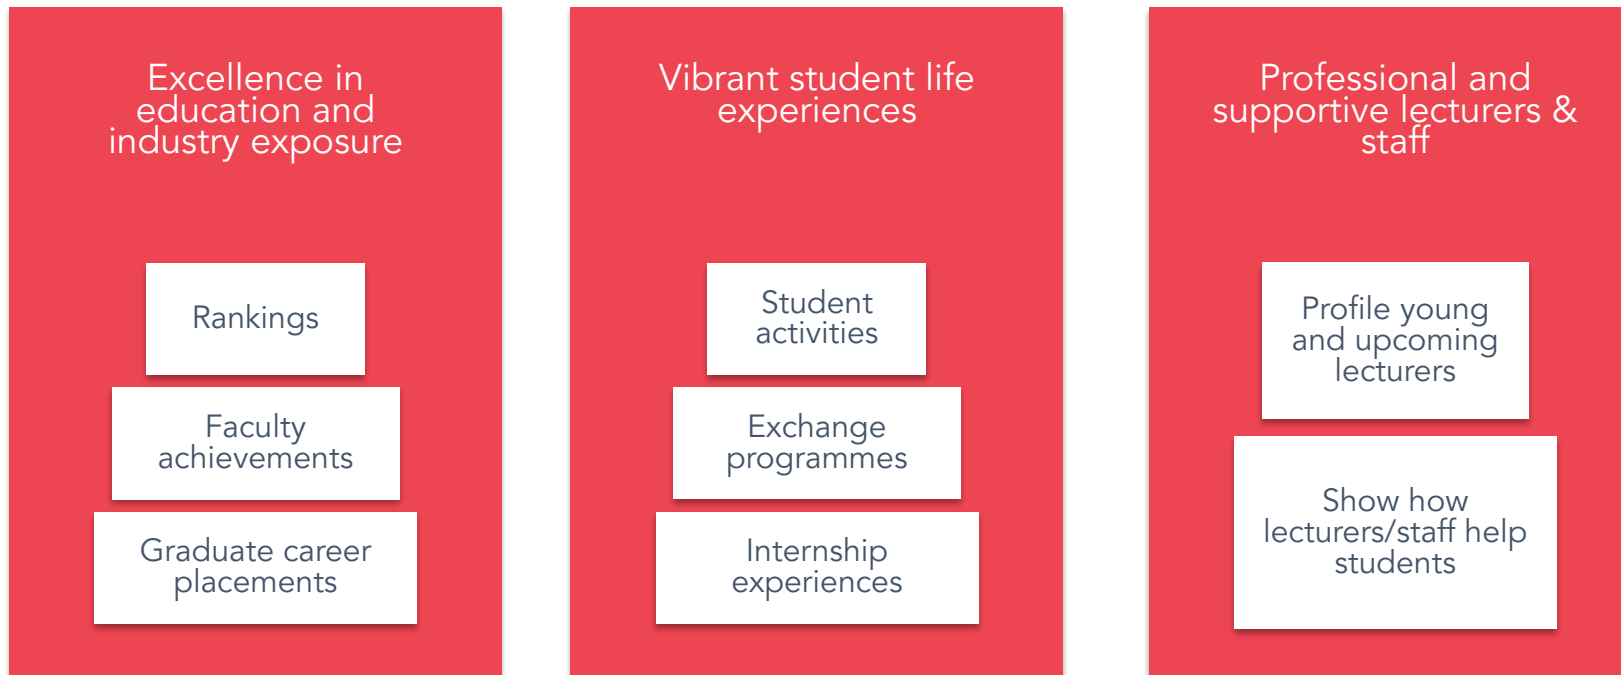 Excellence in
education and
industry exposure
Rankings
Faculty
achievements
Graduate career
placements
Vibrant student life
experiences
Student
activities
Exchange
programmes
Internship
experiences
Professional and
supportive lecturers &
staff
Profile young
and upcoming
lecturers
Show how
lecturers/staff help
students